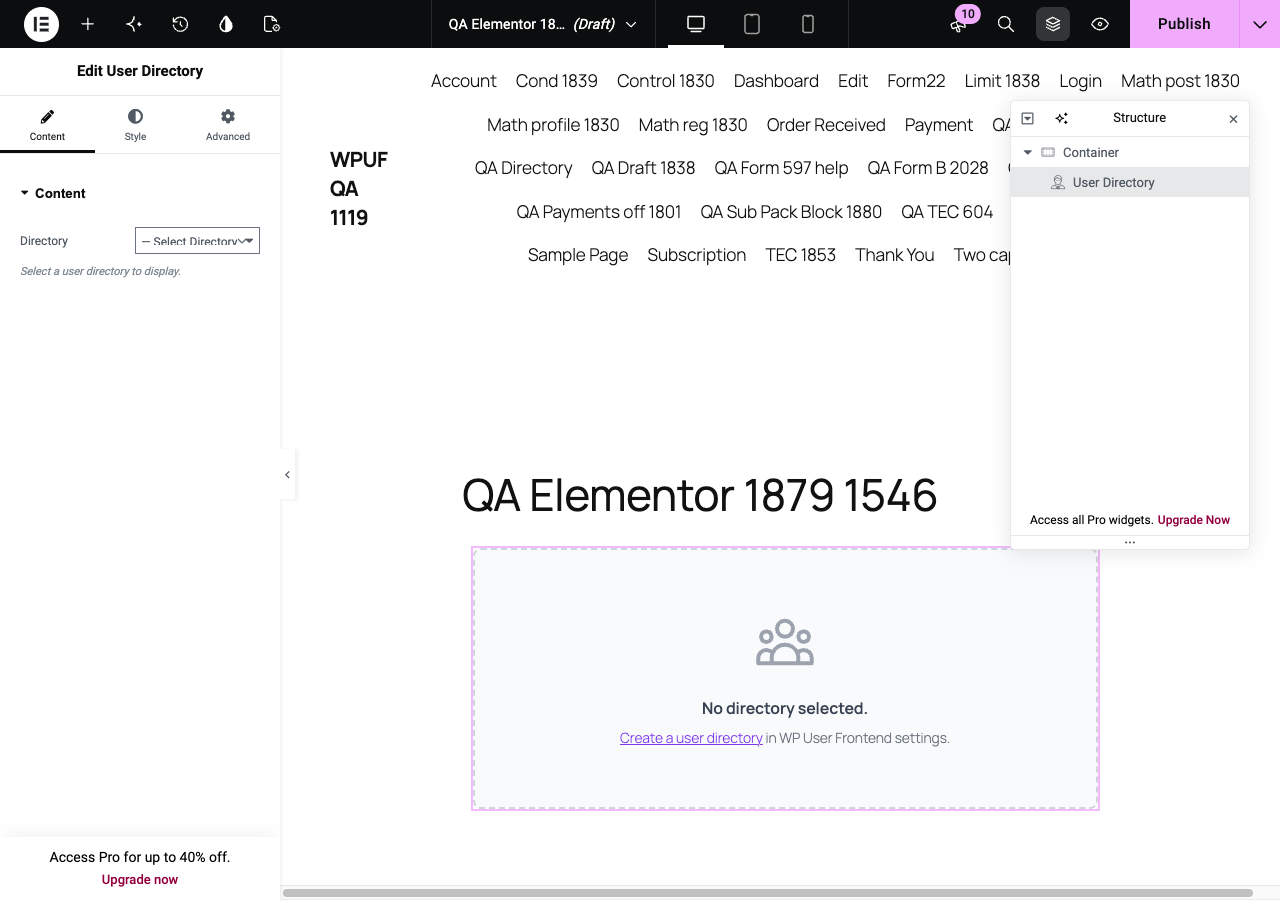 QA Elementor 18... (Draft)
10
Publish
Edit User Directory
Content
Style
Advanced
Content
Directory
— Select Directory
Select a user directory to display.
Access Pro for up to 40% off.
Upgrade now
WPUF
QA
1119
Account Cond 1839 Control 1830 Dashboard Edit Form22 Limit 1838 Login Math post 1830
Math profile 1830 Math reg 1830 Order Received Payment
QA Directory QA Draft 1838 QA Form 597 help QA Form B 2028
QA Payments off 1801 QA Sub Pack Block 1880 QA TEC 604
Sample Page Subscription TEC 1853 Thank You Two
Structure
Container
User Directory
Access all Pro widgets. Upgrade Now
QA Elementor 1879 1546
No directory selected.
Create a user directory in WP User Frontend settings.